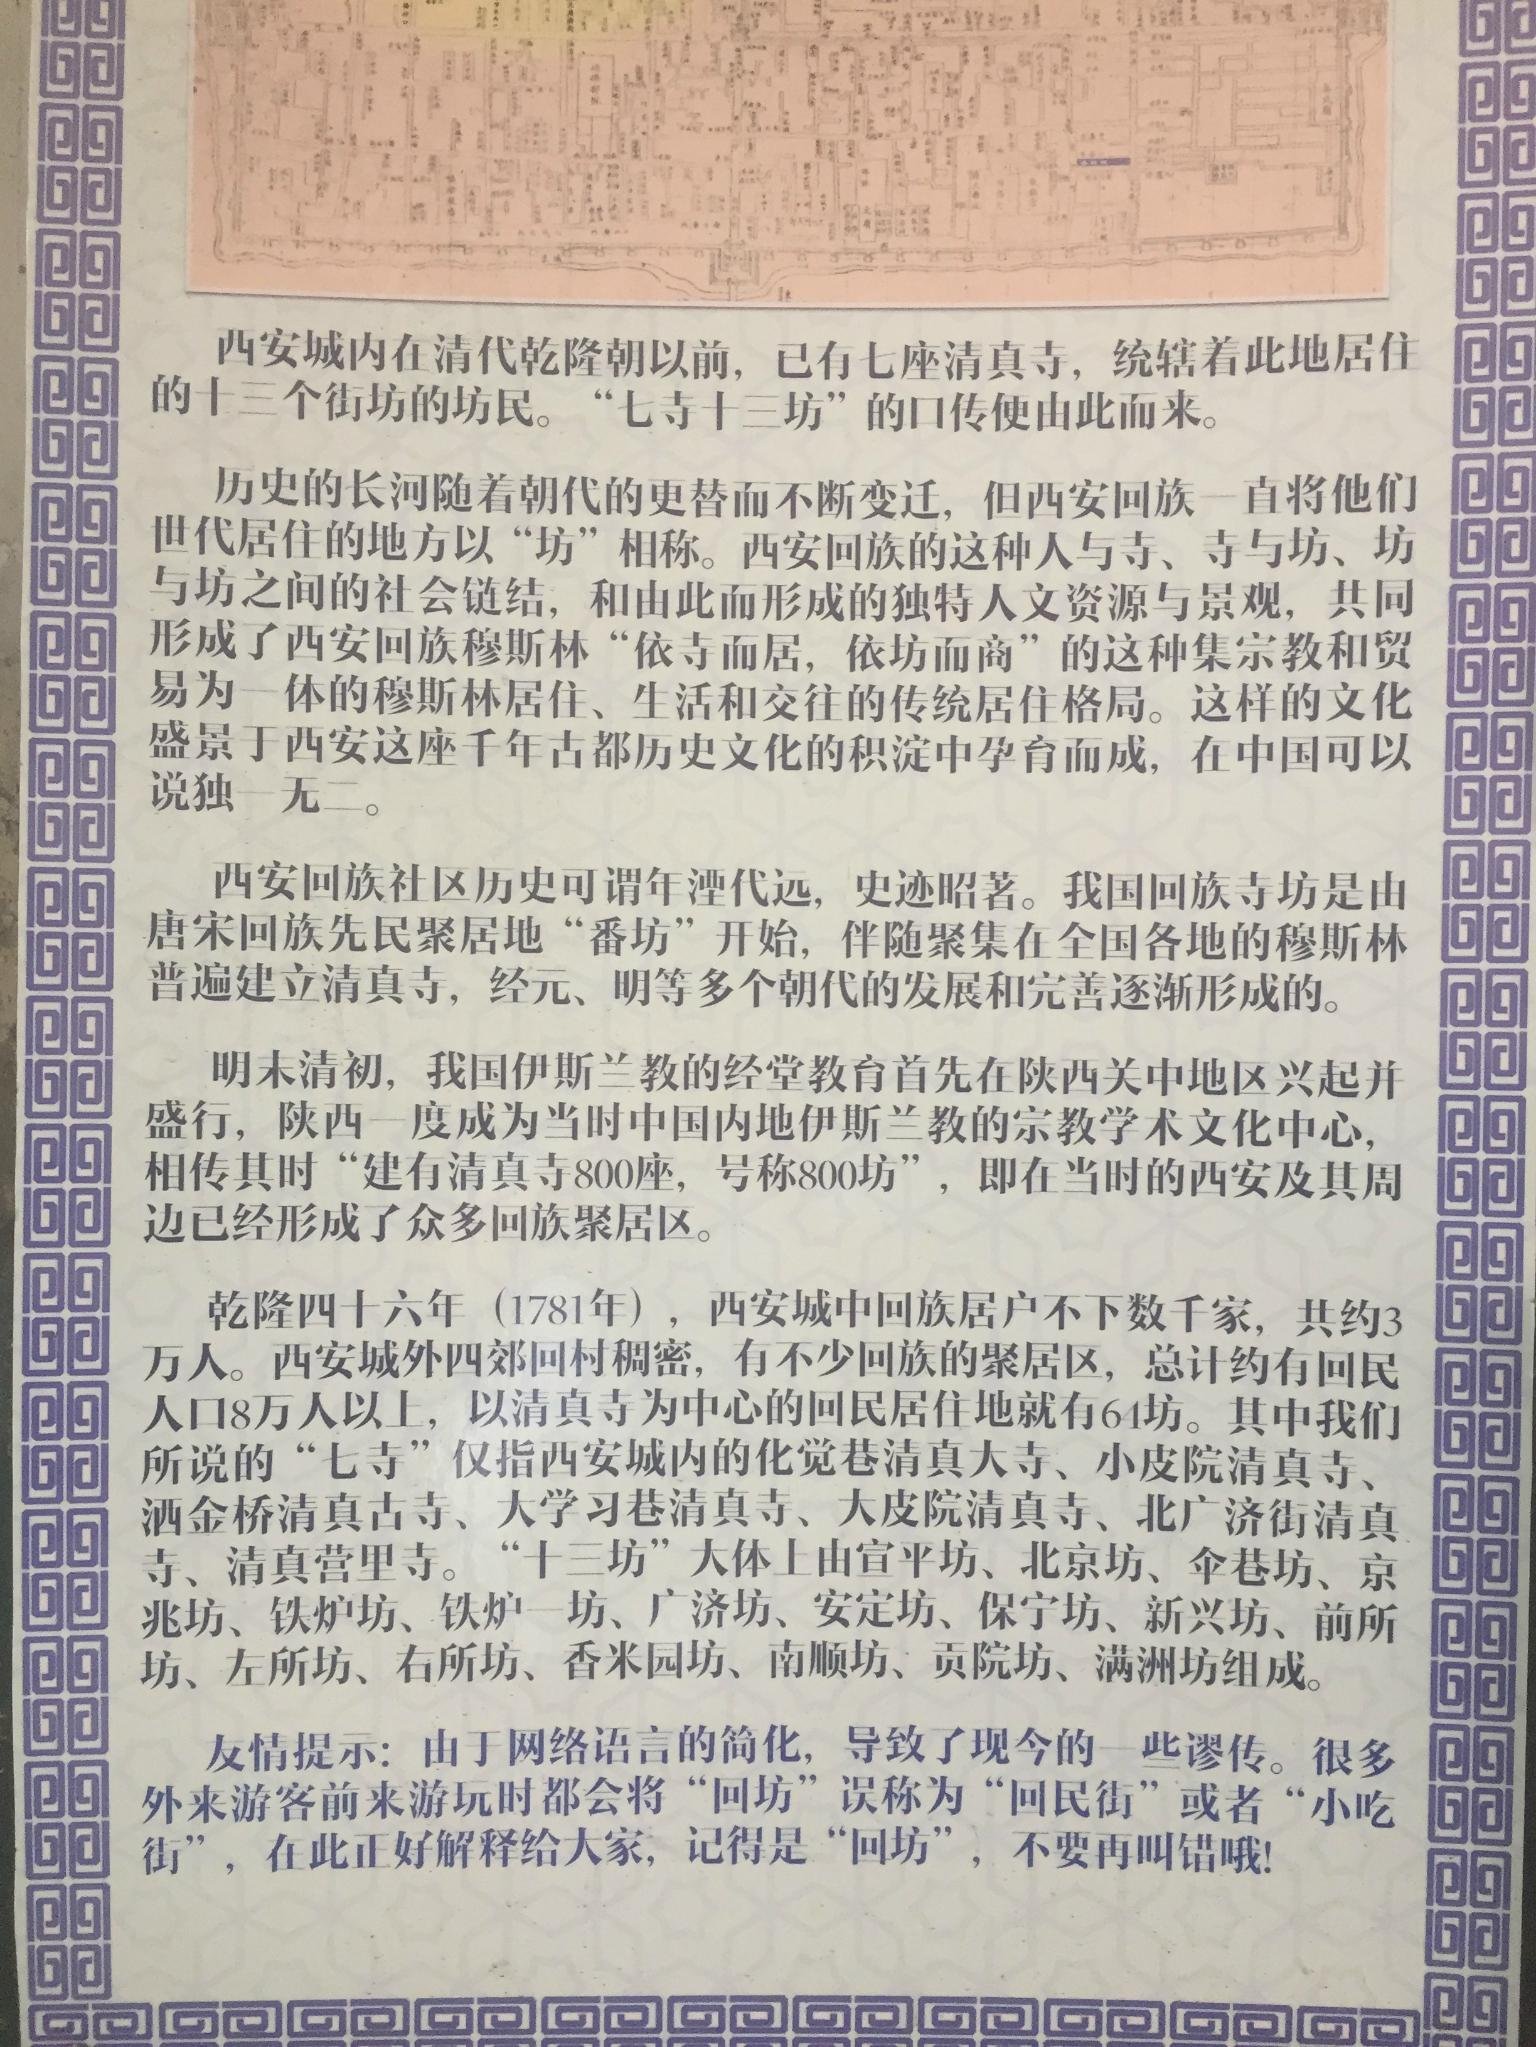 西安城内在清代乾隆朝以前，已有七座清真寺，统辖着此地居住
的十三个街坊的坊民。“七寺十三坊”的口传便由此而来。
历史的长河随着朝代的更替而不断变迁，但西安回族一直将他们
世代居住的地方以“坊”相称。西安回族的这种人与寺、寺与坊、坊
与坊之间的社会链结，和由此而形成的独特人文资源与景观，共同
形成了西安回族穆斯林“依寺而居，依坊而商”的这种集宗教和贸
易为一体的穆斯林居住、生活和交往的传统居住格局。这样的文化
盛景于西安这座千年古都历史文化的积淀中孕育而成，在中国可以
说独一无二。
西安回族社区历史可谓年湮代远，史迹昭著。我国回族寺坊是由
唐宋回族先民聚居地“番坊”开始，伴随聚集在全国各地的穆斯林
普遍建立清真寺，经元、明等多个朝代的发展和完善逐渐形成的。
明末清初，我国伊斯兰教的经堂教育首先在陕西关中地区兴起并
盛行，陕西一度成为当时中国内地伊斯兰教的宗教学术文化中心，
相传其时“建有清真寺800座，号称800坊”，即在当时的西安及其周
边已经形成了众多回族聚居区。
乾隆四十六年（1781年），西安城中回族居户不下数千家，共约3
万人。西安城外四郊回村稠密，有不少回族的聚居区，总计约有回民
人口8万人以上，以清真寺为中心的回民居住地就有64坊。其中我们
所说的“七寺”仅指西安城内的化觉巷清真大寺、小皮院清真寺、
洒金桥清真古寺、大学习巷清真寺、大皮院清真寺、北广济街清真
寺、清真营里寺。“十三坊”大体上由宣平坊、北京坊、伞巷坊、京
兆坊、铁炉坊、铁炉一坊、广济坊、安定坊、保宁坊、新兴坊、前所
坊、左所坊、右所坊、香米园坊、南顺坊、贡院坊、满洲坊组成。
友情提示：由于网络语言的简化，导致了现今的一些谬传。很多
外来游客前来游玩时都会将“回坊”误称为“回民街”或者“小吃
街”，在此正好解释给大家，记得是“回坊”，不要再叫错哦!